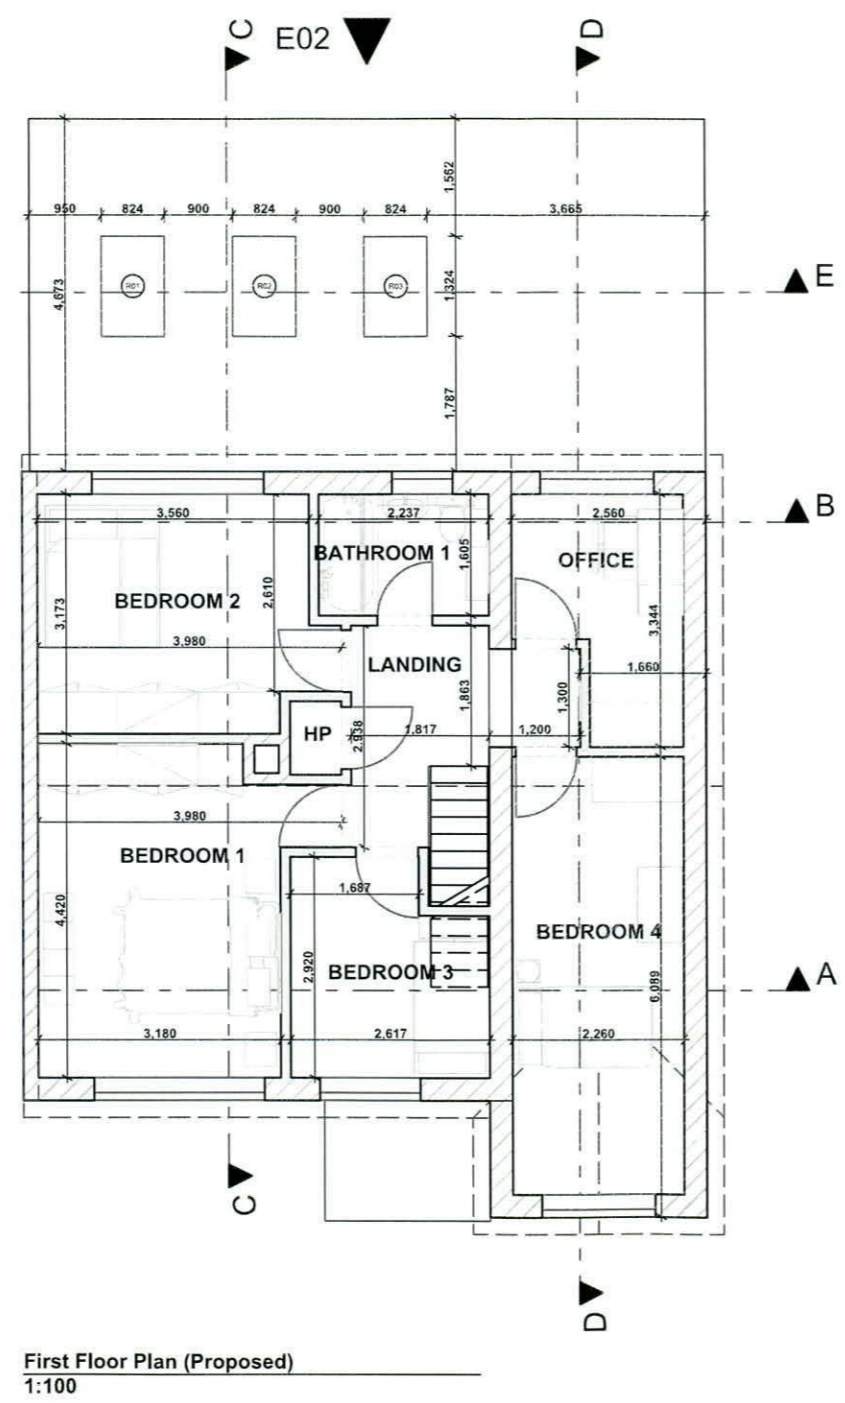 C
E02
D
1,562
950 824 900 824 900 824 3,665
R01 R02 R03
4,673
1,324
E
1,787
B
3,560 2,237 2,560
BATHROOM 1
1,605
OFFICE
BEDROOM 2
2,610
3,173
3,344
3,980
LANDING
1,660
1,863
1,300
HP
2,938
1,817 1,200
3,980
BEDROOM 1
1,687
4,420
BEDROOM 4
2,920
BEDROOM 3
A
6,089
3,180 2,617 2,260
C
D
First Floor Plan (Proposed)
1:100